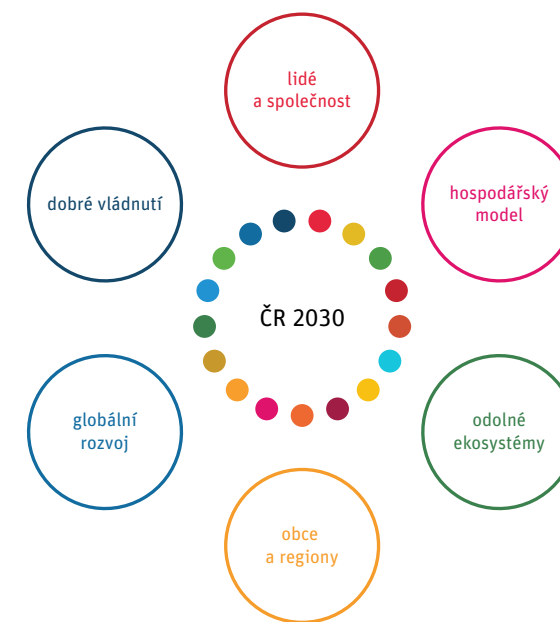 lidé
a společnost
dobré vládnutí
hospodářský
model
ČR 2030
globální
rozvoj
odolné
ekosystémy
obce
a regiony